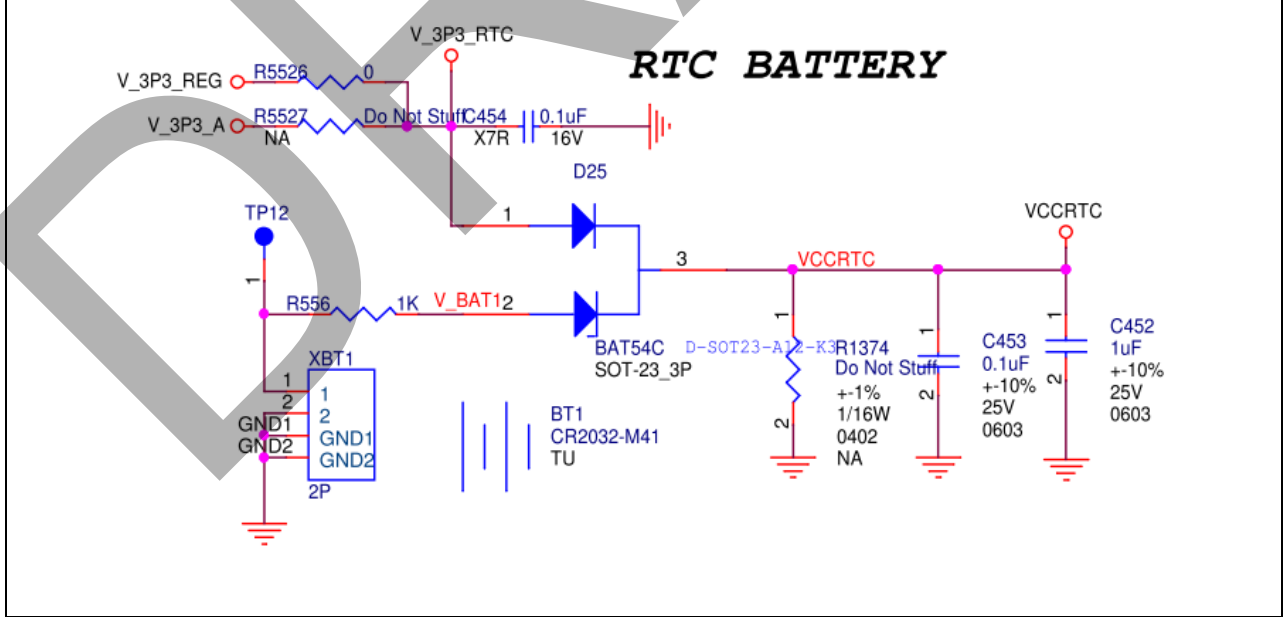 V_3P3_RTC
RTC BATTERY
V_3P3_REG R5526 0
V_3P3_A R5527 Do Not Stuff C454 0.1uF
NA X7R 16V
D25
TP12
1
VCCRTC
3 VCCRTC
1
R556 1K V_BAT1 2
BAT54C D-SOT23-A12-K3
SOT-23_3P
1
2
R1374
Do Not Stuff
+-1%
1/16W
0402
NA
1
2
C453
0.1uF
+-10%
25V
0603
1
2
C452
1uF
+-10%
25V
0603
XBT1
1 1
2 2
GND1 GND1
GND2 GND2
2P
BT1
CR2032-M41
TU